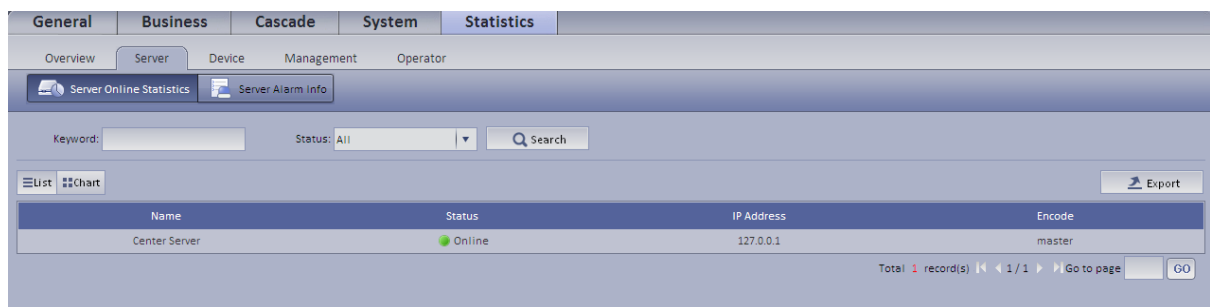 General Business Cascade System Statistics
Overview Server Device Management Operator
Server Online Statistics Server Alarm Info
Keyword: Status: All Search
List Chart Export
Name Status IP Address Encode
Center Server Online 127.0.0.1 master
Total 1 record(s) 1 / 1 Go to page GO